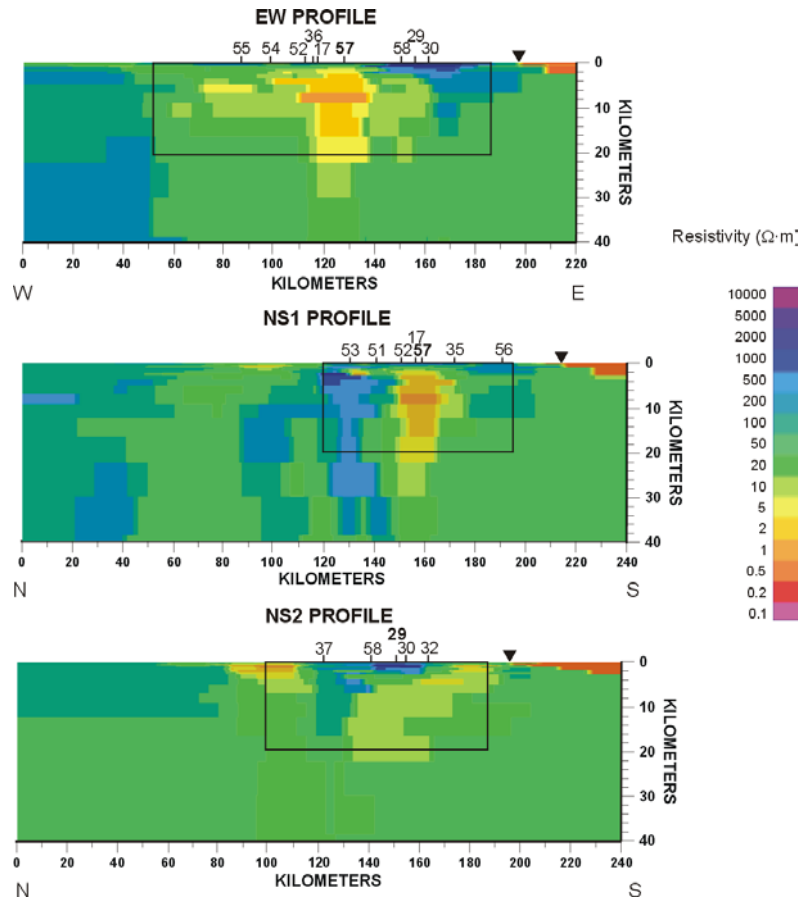 EW PROFILE
36 29
55 54 52 17 57 58 30
0
10
20
30
40
KILOMETERS
0 20 40 60 80 100 120 140 160 180 200 220
KILOMETERS
W E
Resistivity (Ω·m)
10000
5000
2000
1000
500
200
100
50
20
10
5
2
1
0.5
0.2
0.1
NS1 PROFILE
17
53 51 52 57 35 56
0
10
20
30
40
KILOMETERS
0 20 40 60 80 100 120 140 160 180 200 220 240
KILOMETERS
N S
NS2 PROFILE
29
37 58 30 32
0
10
20
30
40
KILOMETERS
0 20 40 60 80 100 120 140 160 180 200 220 240
KILOMETERS
N S